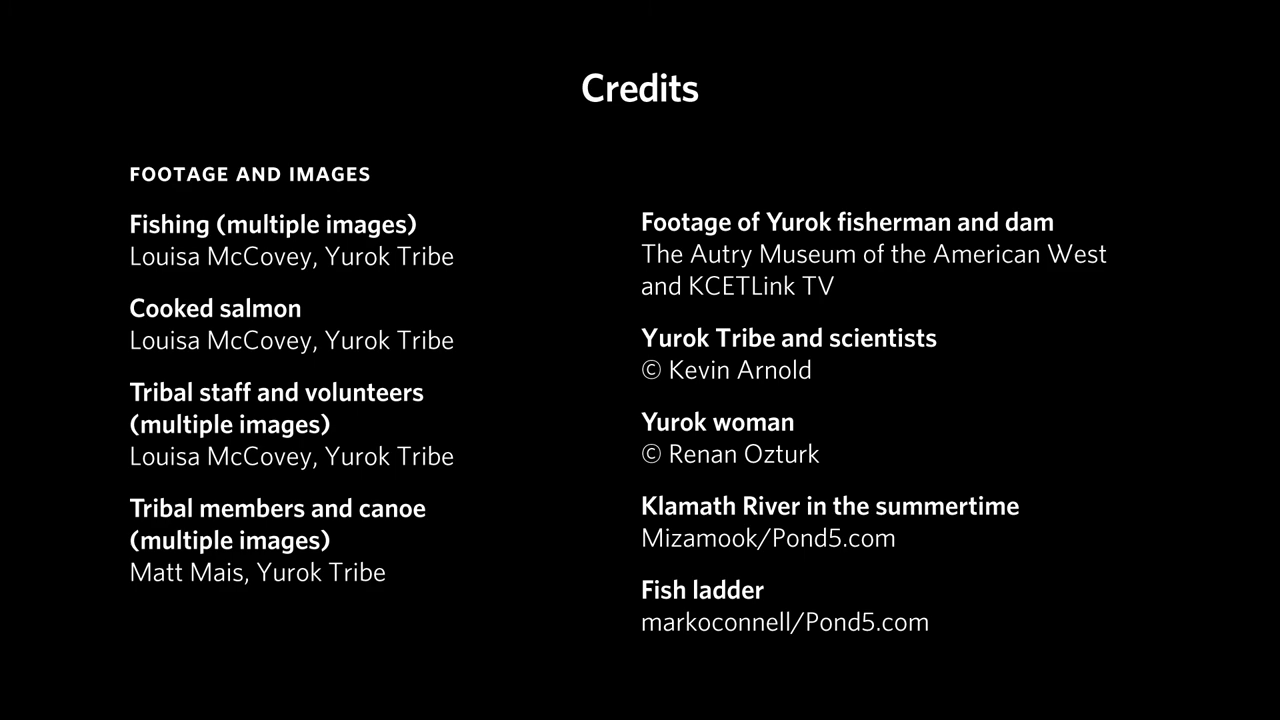 Credits
FOOTAGE AND IMAGES
Fishing (multiple images)
Louisa McCovey, Yurok Tribe
Cooked salmon
Louisa McCovey, Yurok Tribe
Tribal staff and volunteers
(multiple images)
Louisa McCovey, Yurok Tribe
Tribal members and canoe
(multiple images)
Matt Mais, Yurok Tribe
Footage of Yurok fisherman and dam
The Autry Museum of the American West
and KCETLink TV
Yurok Tribe and scientists
© Kevin Arnold
Yurok woman
© Renan Ozturk
Klamath River in the summertime
Mizamook/Pond5.com
Fish ladder
markoconnell/Pond5.com